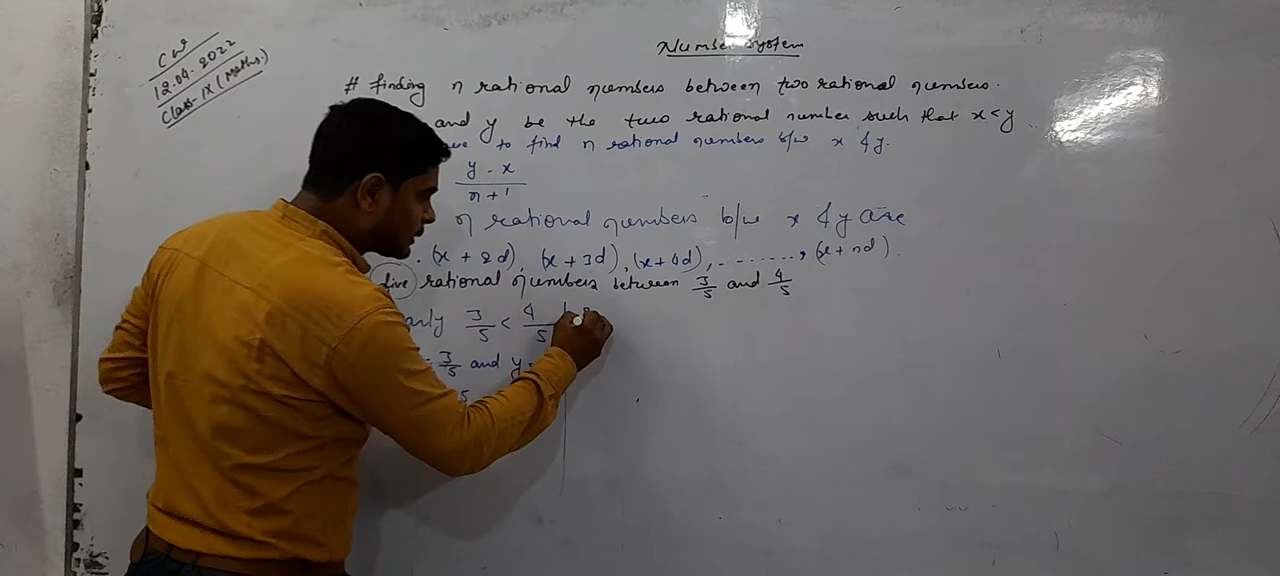 CW
12.04.2022
Class-IX (Maths.)
Number System
# finding n rational numbers between two rational numbers.
and y be the two rational number such that x < y
to find n rational numbers b/w x & y.
y - x
n + 1
n rational numbers b/w x & y are
(x + 2d), (x + 3d), (x + 4d), ........, (x + nd).
five rational numbers between 3/5 and 4/5
3/5 < 4/5
= 3/5 and y =
5